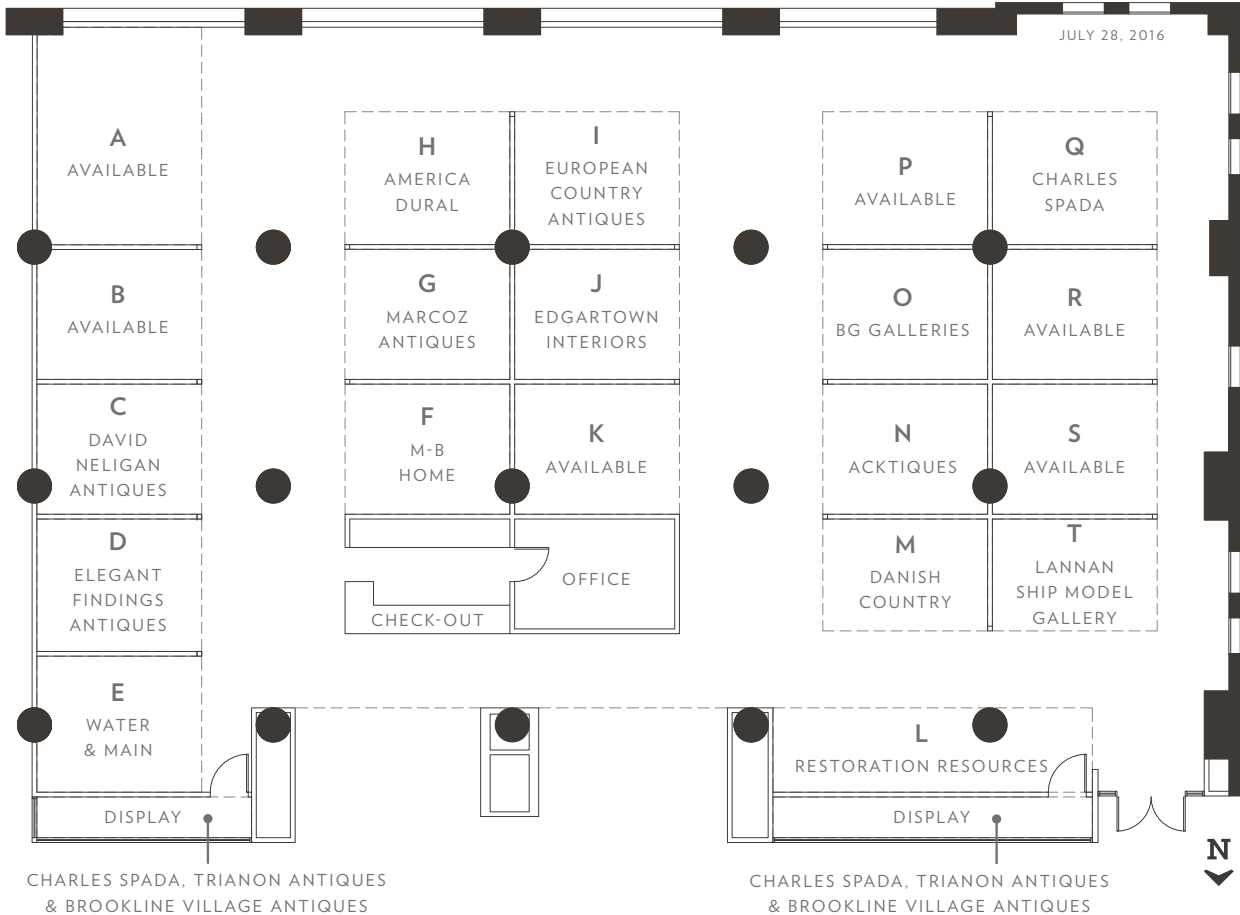 JULY 28, 2016
A
AVAILABLE
B
AVAILABLE
C
DAVID
NELIGAN
ANTIQUES
D
ELEGANT
FINDINGS
ANTIQUES
E
WATER
& MAIN
DISPLAY
CHARLES SPADA, TRIANON ANTIQUES
& BROOKLINE VILLAGE ANTIQUES
H
AMERICA
DURAL
G
MARCOZ
ANTIQUES
F
M-B
HOME
CHECK-OUT
I
EUROPEAN
COUNTRY
ANTIQUES
J
EDGARTOWN
INTERIORS
K
AVAILABLE
OFFICE
P
AVAILABLE
O
BG GALLERIES
N
ACKTIQUES
M
DANISH
COUNTRY
Q
CHARLES
SPADA
R
AVAILABLE
S
AVAILABLE
T
LANNAN
SHIP MODEL
GALLERY
L
RESTORATION RESOURCES
DISPLAY
CHARLES SPADA, TRIANON ANTIQUES
& BROOKLINE VILLAGE ANTIQUES
N